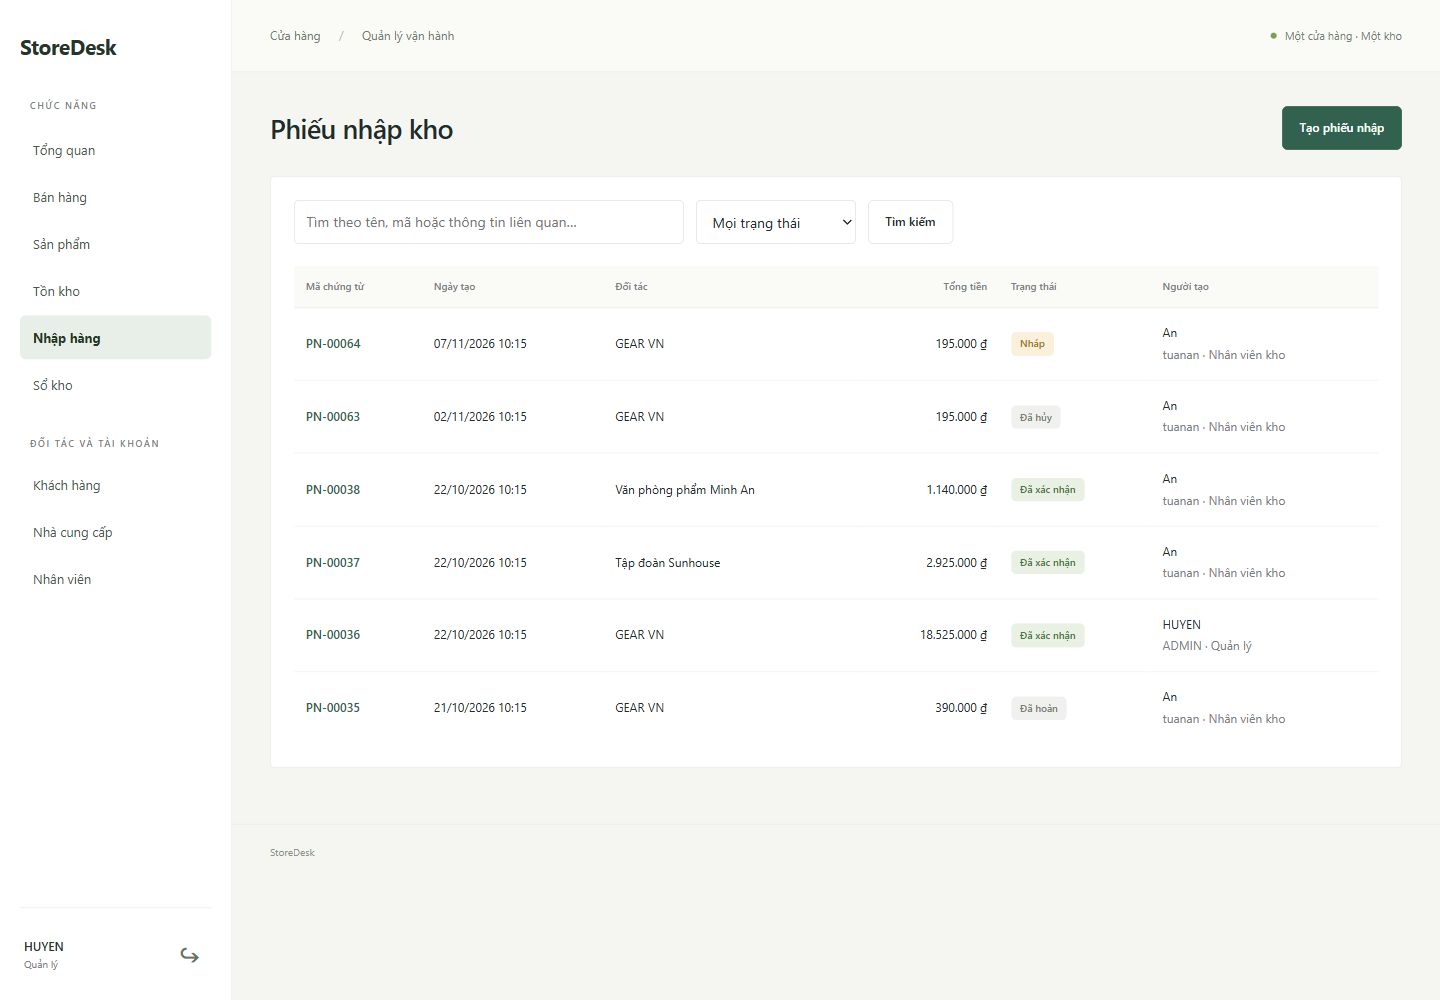 StoreDesk
CHỨC NĂNG
Tổng quan
Bán hàng
Sản phẩm
Tồn kho
Nhập hàng
Sổ kho
ĐỐI TÁC VÀ TÀI KHOẢN
Khách hàng
Nhà cung cấp
Nhân viên
HUYEN
Quản lý
Cửa hàng / Quản lý vận hành
Một cửa hàng · Một kho
Phiếu nhập kho
Tạo phiếu nhập
Tìm theo tên, mã hoặc thông tin liên quan...
Mọi trạng thái
Tìm kiếm
Mã chứng từ Ngày tạo Đối tác Tổng tiền Trạng thái Người tạo
PN-00064 07/11/2026 10:15 GEAR VN 195.000 ₫ Nháp An
tuanan · Nhân viên kho
PN-00063 02/11/2026 10:15 GEAR VN 195.000 ₫ Đã hủy An
tuanan · Nhân viên kho
PN-00038 22/10/2026 10:15 Văn phòng phẩm Minh An 1.140.000 ₫ Đã xác nhận An
tuanan · Nhân viên kho
PN-00037 22/10/2026 10:15 Tập đoàn Sunhouse 2.925.000 ₫ Đã xác nhận An
tuanan · Nhân viên kho
PN-00036 22/10/2026 10:15 GEAR VN 18.525.000 ₫ Đã xác nhận HUYEN
ADMIN · Quản lý
PN-00035 21/10/2026 10:15 GEAR VN 390.000 ₫ Đã hoàn An
tuanan · Nhân viên kho
StoreDesk